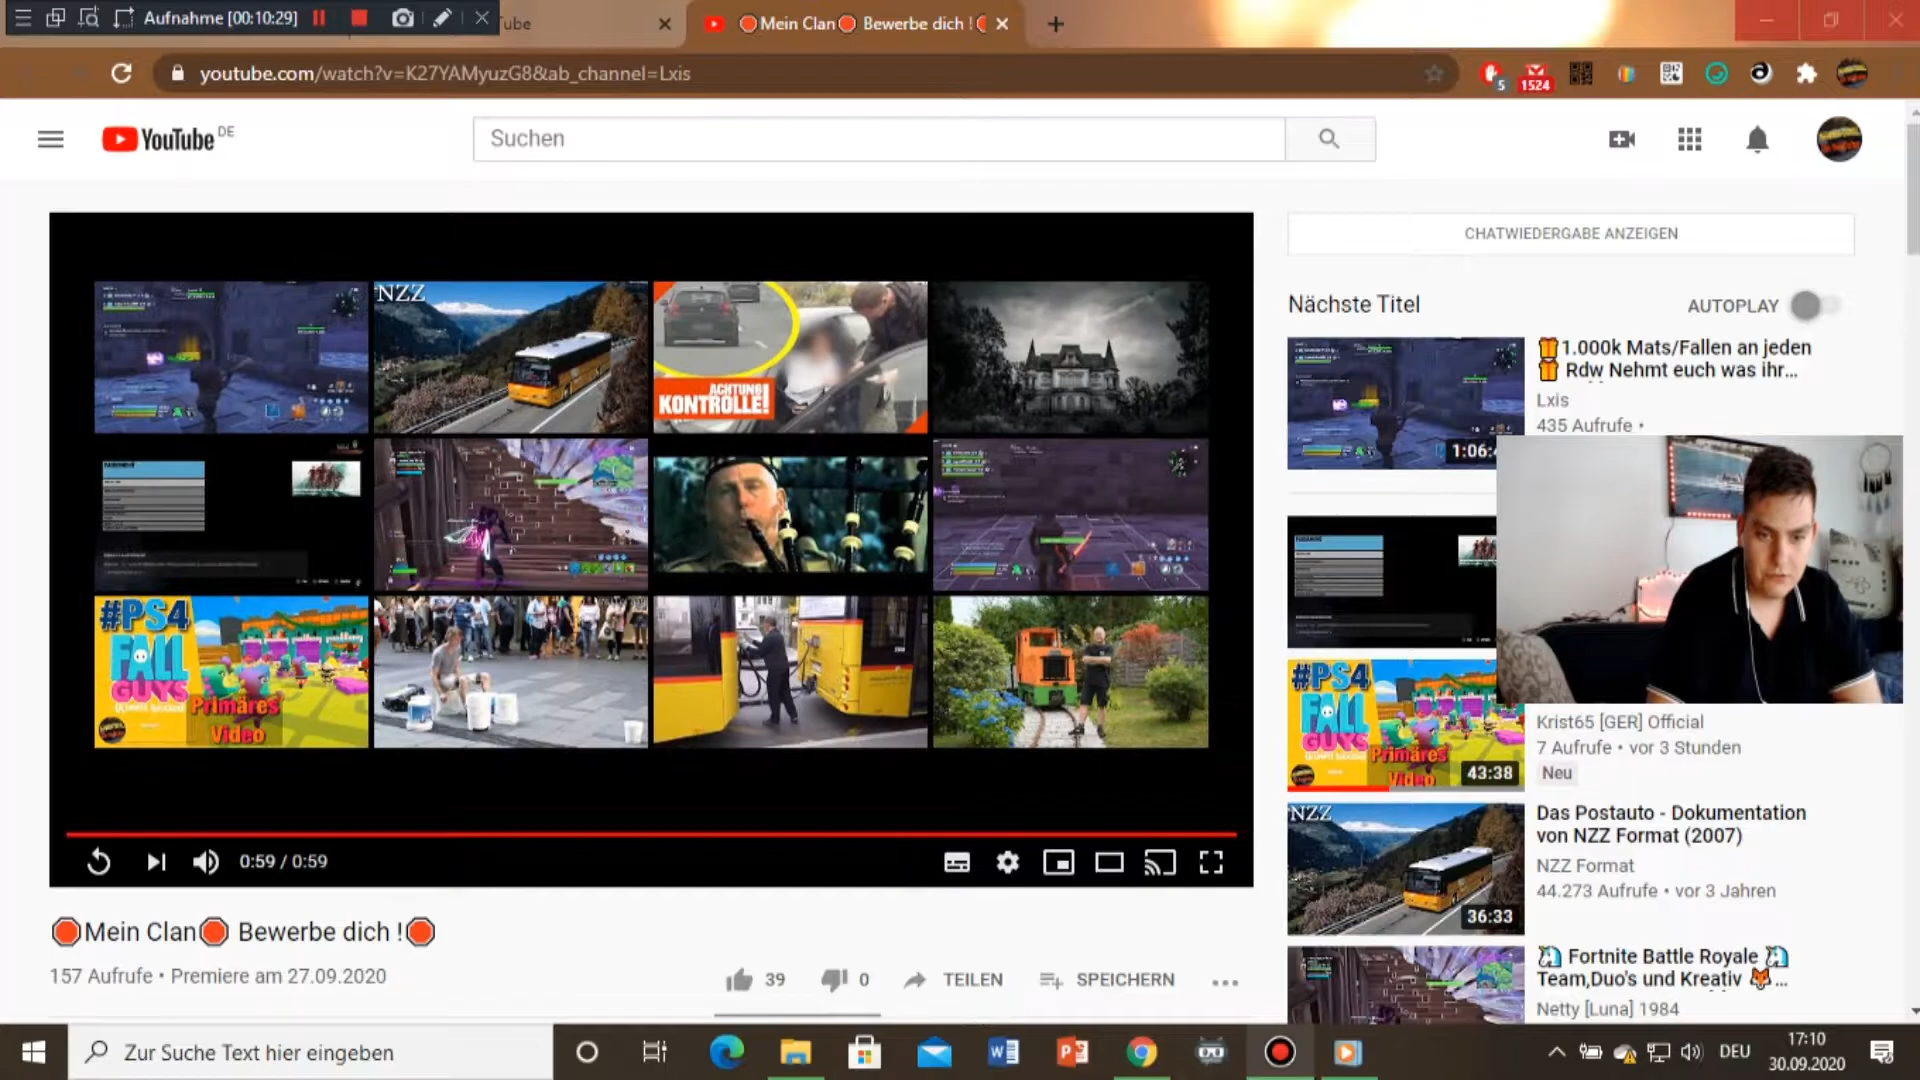 Aufnahme [00:10:29]
ube
🛑Mein Clan🛑 Bewerbe dich !
youtube.com/watch?v=K27YAMyuzG8&ab_channel=Lxis
5
1524
YouTube DE
Suchen
CHATWIEDERGABE ANZEIGEN
Nächste Titel
AUTOPLAY
NZZ
ACHTUNG
KONTROLLE!
#PS4
FALL
GUYS
Primäres
Video
0:59 / 0:59
🛑Mein Clan🛑 Bewerbe dich !🛑
157 Aufrufe • Premiere am 27.09.2020
39
0
TEILEN
SPEICHERN
🎁1.000k Mats/Fallen an jeden
🎁 Rdw Nehmt euch was ihr...
Lxis
435 Aufrufe •
1:06:
#PS4
FALL
GUYS
Primäres
Video
43:38
Krist65 [GER] Official
7 Aufrufe • vor 3 Stunden
Neu
NZZ
36:33
Das Postauto - Dokumentation
von NZZ Format (2007)
NZZ Format
44.273 Aufrufe • vor 3 Jahren
🦄 Fortnite Battle Royale 🦄
Team,Duo's und Kreativ 🦊...
Netty [Luna] 1984
Zur Suche Text hier eingeben
DEU
17:10
30.09.2020